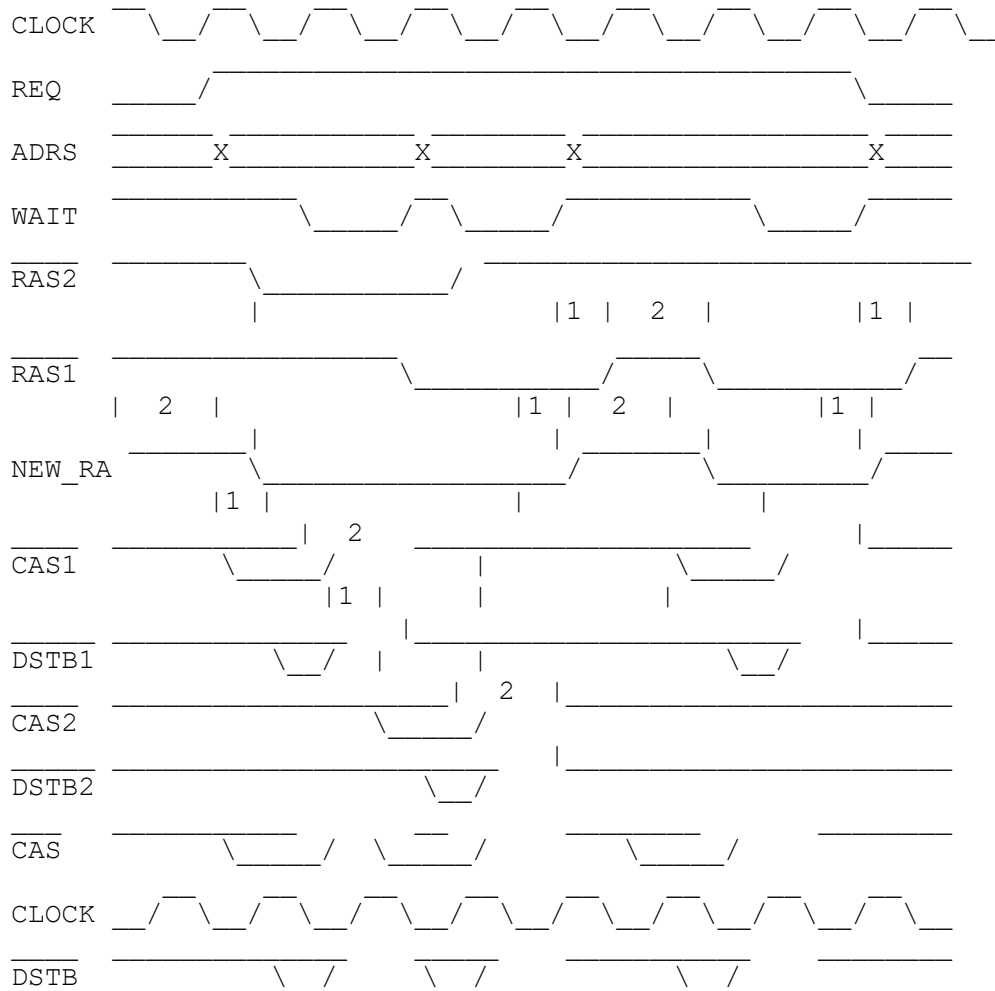 CLOCK
REQ
ADRS X X X X
WAIT
RAS2
|1 | 2 | |1 |
RAS1
| 2 | |1 | 2 | |1 |
NEW_RA
|1 |
2
CAS1
|1 |
DSTB1
2
CAS2
DSTB2
CAS
CLOCK
DSTB